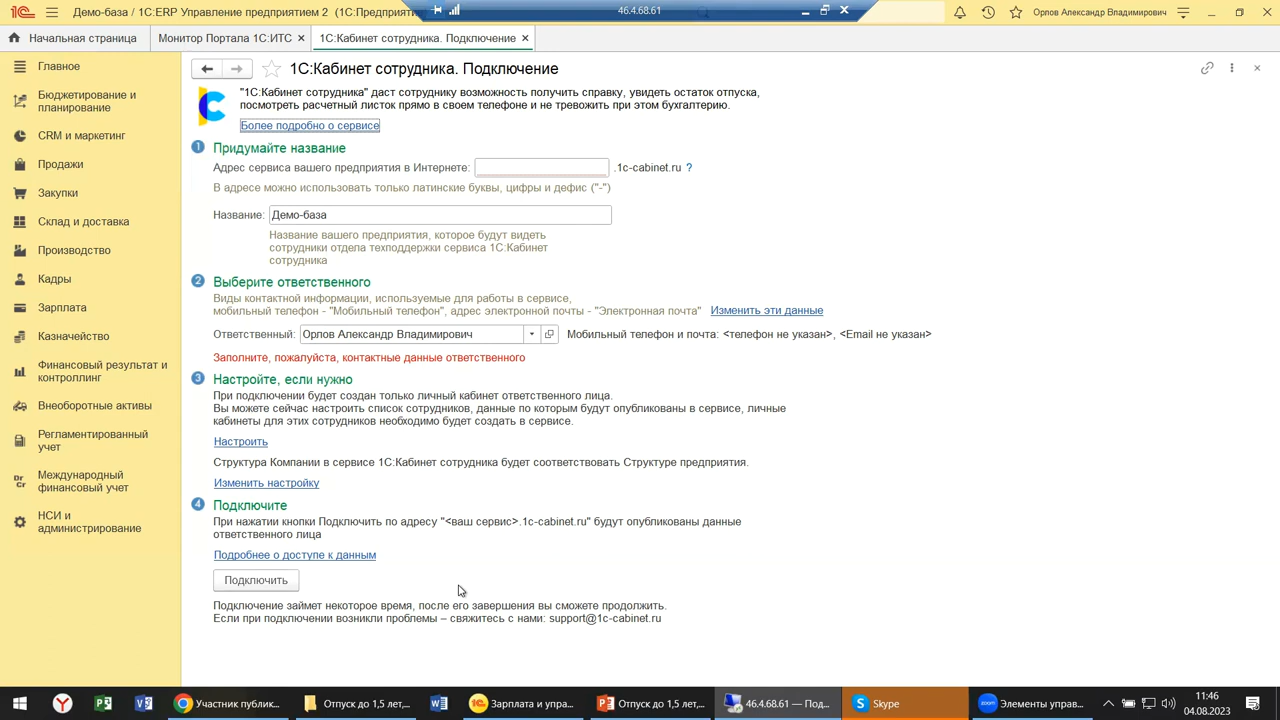 Демо-база / 1С:ERP Управление предприятием 2 (1С:Предприятие
46.4.68.61
Орлов Александр Владимирович
Начальная страница
Монитор Портала 1С:ИТС ×
1С:Кабинет сотрудника. Подключение ×
Главное
Бюджетирование и
планирование
CRM и маркетинг
Продажи
Закупки
Склад и доставка
Производство
Кадры
Зарплата
Казначейство
Финансовый результат и
контроллинг
Внеоборотные активы
Регламентированный
учет
Международный
финансовый учет
НСИ и
администрирование
1С:Кабинет сотрудника. Подключение
"1С:Кабинет сотрудника" даст сотруднику возможность получить справку, увидеть остаток отпуска,
посмотреть расчетный листок прямо в своем телефоне и не тревожить при этом бухгалтерию.
Более подробно о сервисе
1 Придумайте название
Адрес сервиса вашего предприятия в Интернете: .1c-cabinet.ru ?
В адресе можно использовать только латинские буквы, цифры и дефис ("-")
Название: Демо-база
Название вашего предприятия, которое будут видеть
сотрудники отдела техподдержки сервиса 1С:Кабинет
сотрудника
2 Выберите ответственного
Виды контактной информации, используемые для работы в сервисе,
мобильный телефон - "Мобильный телефон", адрес электронной почты - "Электронная почта" Изменить эти данные
Ответственный: Орлов Александр Владимирович Мобильный телефон и почта: <телефон не указан>, <Email не указан>
Заполните, пожалуйста, контактные данные ответственного
3 Настройте, если нужно
При подключении будет создан только личный кабинет ответственного лица.
Вы можете сейчас настроить список сотрудников, данные по которым будут опубликованы в сервисе, личные
кабинеты для этих сотрудников необходимо будет создать в сервисе.
Настроить
Структура Компании в сервисе 1С:Кабинет сотрудника будет соответствовать Структуре предприятия.
Изменить настройку
4 Подключите
При нажатии кнопки Подключить по адресу "<ваш сервис>.1c-cabinet.ru" будут опубликованы данные
ответственного лица
Подробнее о доступе к данным
Подключить
Подключение займет некоторое время, после его завершения вы сможете продолжить.
Если при подключении возникли проблемы – свяжитесь с нами: support@1c-cabinet.ru
Участник публик...
Отпуск до 1,5 лет,...
Зарплата и упра...
Отпуск до 1,5 лет,...
46.4.68.61 — Под...
Skype
Элементы управ...
11:46
04.08.2023